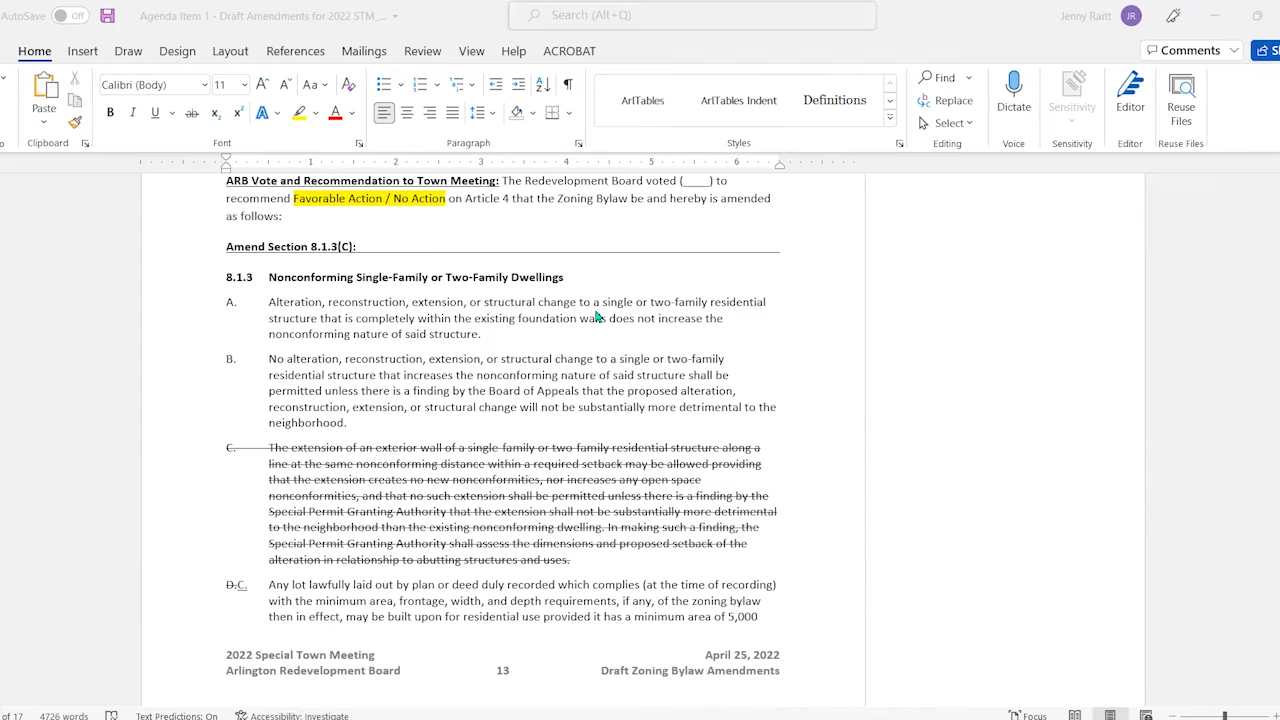 AutoSave Off Agenda Item 1 - Draft Amendments for 2022 STM_... Search (Alt+Q) Jenny Raitt JR
Home Insert Draw Design Layout References Mailings Review View Help ACROBAT Comments
Calibri (Body) 11 Aa ArlTables ArlTables Indent Definitions Find
Paste Replace Dictate Sensitivity Editor Reuse Files
B I U ab x₂ x² A A Select
Clipboard Font Paragraph Styles Editing Voice Sensitivity Editor Reuse Files
1 2 3 4 5 6
ARB Vote and Recommendation to Town Meeting: The Redevelopment Board voted (____) to
recommend Favorable Action / No Action on Article 4 that the Zoning Bylaw be and hereby is amended
as follows:
Amend Section 8.1.3(C):
8.1.3 Nonconforming Single-Family or Two-Family Dwellings
A. Alteration, reconstruction, extension, or structural change to a single or two-family residential
structure that is completely within the existing foundation walls does not increase the
nonconforming nature of said structure.
B. No alteration, reconstruction, extension, or structural change to a single or two-family
residential structure that increases the nonconforming nature of said structure shall be
permitted unless there is a finding by the Board of Appeals that the proposed alteration,
reconstruction, extension, or structural change will not be substantially more detrimental to the
neighborhood.
C. The extension of an exterior wall of a single-family or two-family residential structure along a
line at the same nonconforming distance within a required setback may be allowed providing
that the extension creates no new nonconformities, nor increases any open space
nonconformities, and that no such extension shall be permitted unless there is a finding by the
Special Permit Granting Authority that the extension shall not be substantially more detrimental
to the neighborhood than the existing nonconforming dwelling. In making such a finding, the
Special Permit Granting Authority shall assess the dimensions and proposed setback of the
alteration in relationship to abutting structures and uses.
D.C. Any lot lawfully laid out by plan or deed duly recorded which complies (at the time of recording)
with the minimum area, frontage, width, and depth requirements, if any, of the zoning bylaw
then in effect, may be built upon for residential use provided it has a minimum area of 5,000
2022 Special Town Meeting April 25, 2022
Arlington Redevelopment Board 13 Draft Zoning Bylaw Amendments
of 17 4726 words Text Predictions: On Accessibility: Investigate Focus